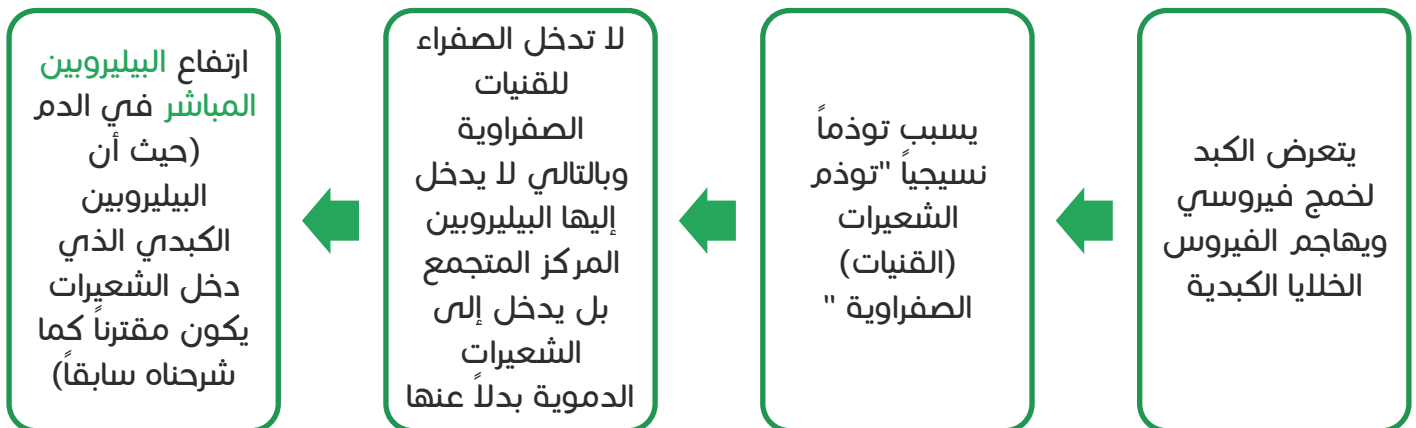 يتعرض الكبد
لخمج فيروسي
ويهاجم الفيروس
الخلايا الكبدية
يسبب توذماً
نسيجياً "توذم
الشعيرات
(القنيات)
الصفراوية "
لا تدخل الصفراء
للقنيات
الصفراوية
وبالتالي لا يدخل
إليها البيليروبين
المركز المتجمع
بل يدخل إلى
الشعيرات
الدموية بدلاً عنها
ارتفاع البيليروبين
المباشر في الدم
(حيث أن
البيليروبين
الكبدي الذي
دخل الشعيرات
يكون مقترناً كما
شرحناه سابقاً)